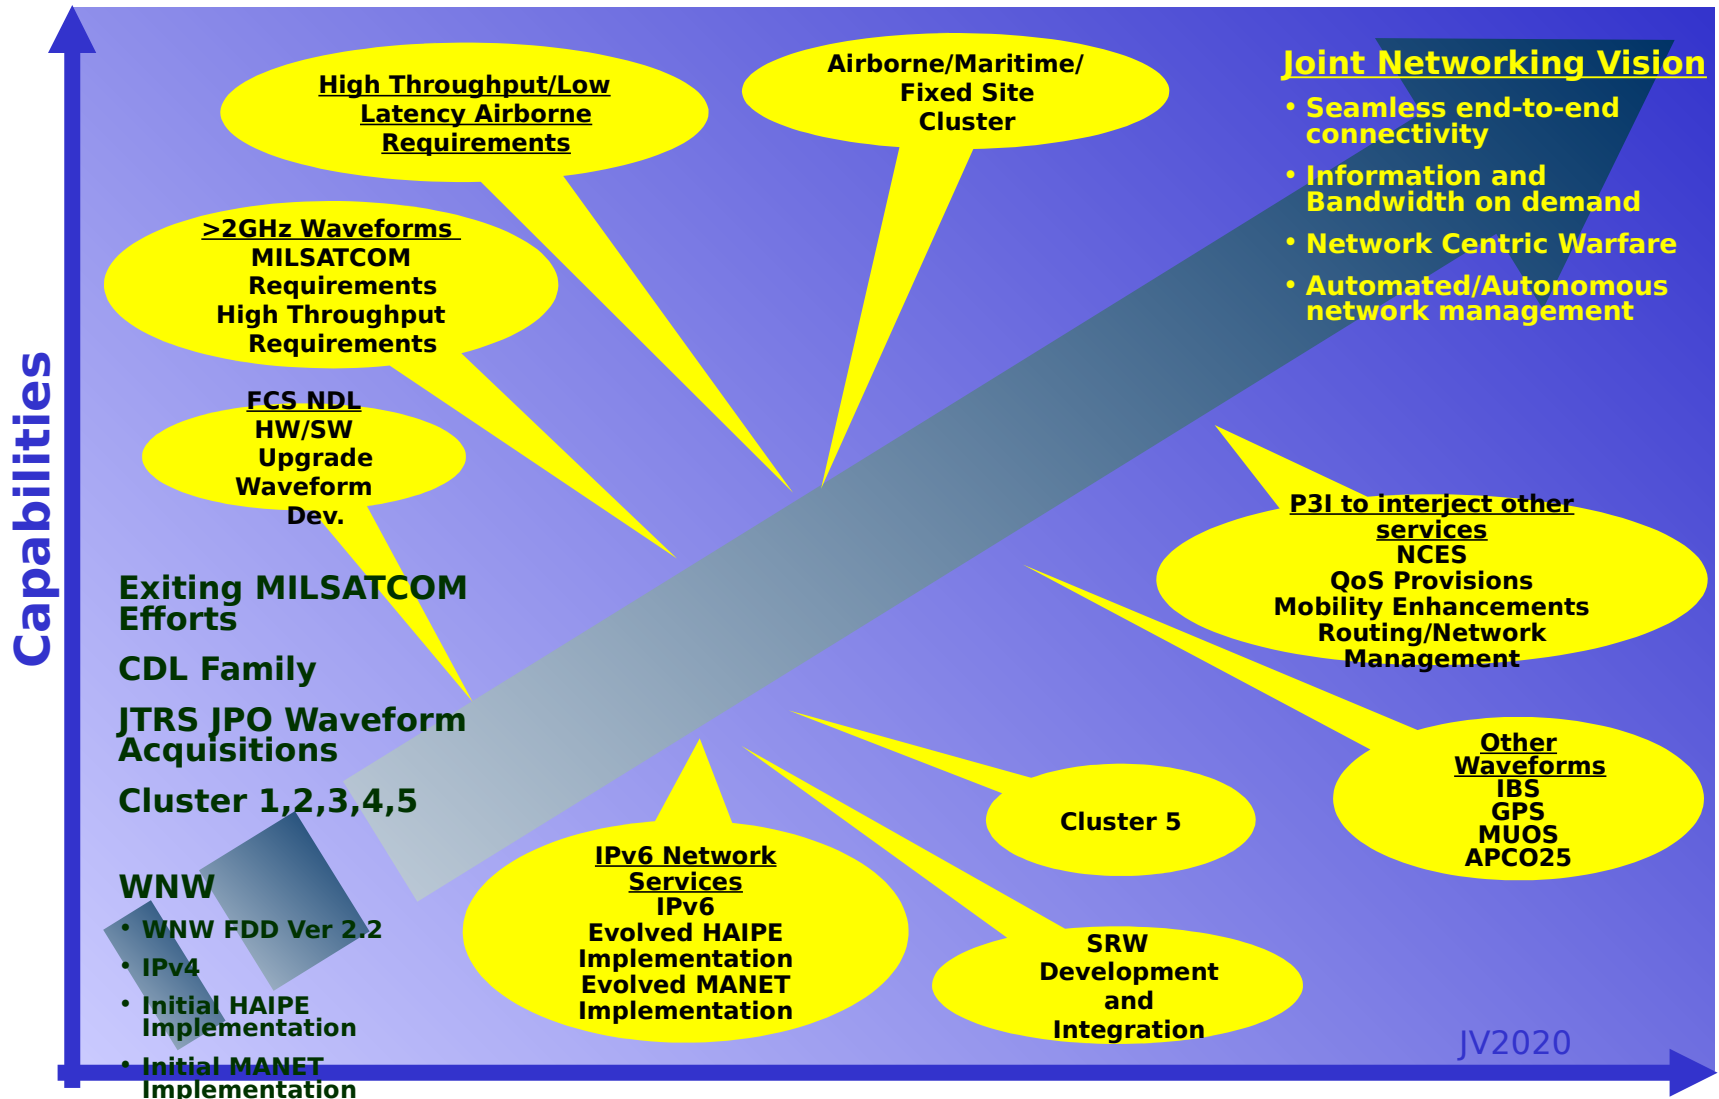 High Throughput/Low
Latency Airborne
Requirements
Airborne/Maritime/
Fixed Site
Cluster
Joint Networking Vision
• Seamless end-to-end
connectivity
• Information and
Bandwidth on demand
• Network Centric Warfare
• Automated/Autonomous
network management
>2GHz Waveforms
MILSATCOM
Requirements
High Throughput
Requirements
FCS NDL
HW/SW
Upgrade
Waveform
Dev.
Capabilities
Exiting MILSATCOM
Efforts
CDL Family
JTRS JPO Waveform
Acquisitions
Cluster 1,2,3,4,5
WNW
• WNW FDD Ver 2.2
• IPv4
• Initial HAIPE
Implementation
• Initial MANET
Implementation
P3I to interject other
services
NCES
QoS Provisions
Mobility Enhancements
Routing/Network
Management
Other
Waveforms
IBS
GPS
MUOS
APCO25
Cluster 5
IPv6 Network
Services
IPv6
Evolved HAIPE
Implementation
Evolved MANET
Implementation
SRW
Development
and
Integration
JV2020